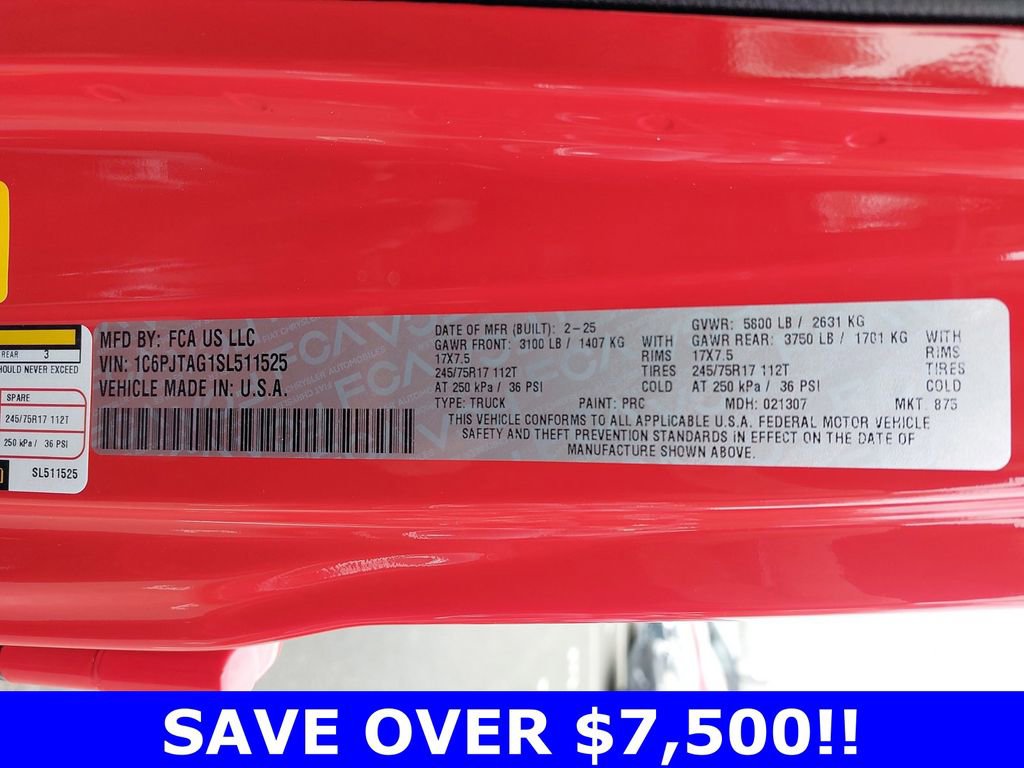 REAR 3
HOULD NEVER EXCEED
SPARE
245/75R17 112T
250 kPa / 36 PSI
SL511525
MFD BY: FCA US LLC
VIN: 1C6PJTAG1SL511525
VEHICLE MADE IN: U.S.A.
DATE OF MFR (BUILT): 2-25
GAWR FRONT: 3100 LB / 1407 KG WITH
17X7.5 RIMS
245/75R17 112T TIRES
AT 250 kPa / 36 PSI COLD
TYPE: TRUCK PAINT: PRC
GVWR: 5800 LB / 2631 KG
GAWR REAR: 3750 LB / 1701 KG WITH
17X7.5 RIMS
245/75R17 112T TIRES
AT 250 kPa / 36 PSI COLD
MDH: 021307 MKT: 875
THIS VEHICLE CONFORMS TO ALL APPLICABLE U.S.A. FEDERAL MOTOR VEHICLE
SAFETY AND THEFT PREVENTION STANDARDS IN EFFECT ON THE DATE OF
MANUFACTURE SHOWN ABOVE.
SAVE OVER $7,500!!